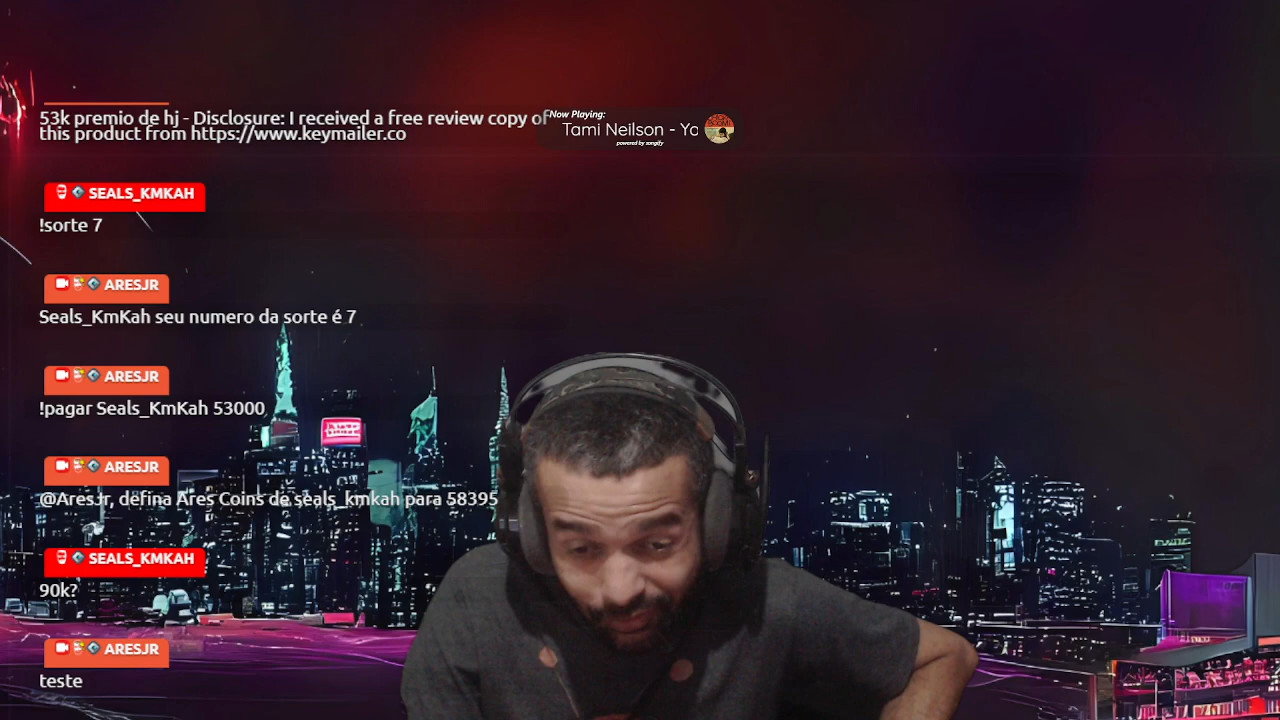 53k premio de hj - Disclosure: I received a free review copy of
this product from https://www.keymailer.co
Now Playing:
Tami Neilson - Yo
powered by songify
SEALS_KMKAH
!sorte 7
ARESJR
Seals_KmKah seu numero da sorte é 7
ARESJR
!pagar Seals_KmKah 53000
ARESJR
@AresJr, defina Ares Coins de seals_kmkah para 58395
SEALS_KMKAH
90k?
ARESJR
teste